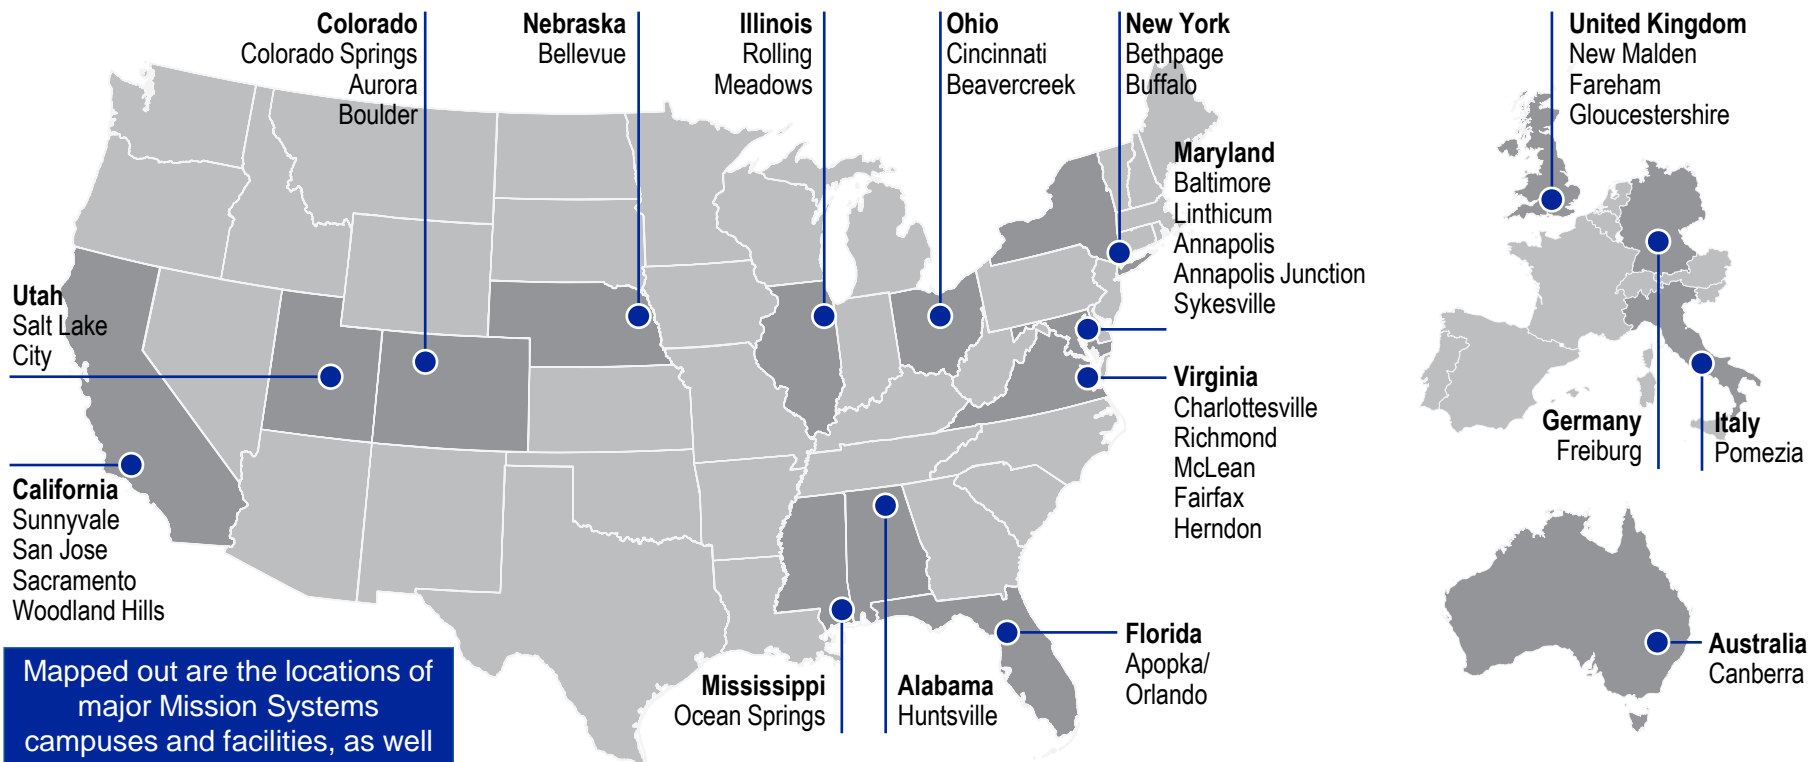 Colorado
Colorado Springs
Aurora
Boulder
Nebraska
Bellevue
Illinois
Rolling
Meadows
Ohio
Cincinnati
Beavercreek
New York
Bethpage
Buffalo
United Kingdom
New Malden
Fareham
Gloucestershire
Maryland
Baltimore
Linthicum
Annapolis
Annapolis Junction
Sykesville
Utah
Salt Lake
City
Virginia
Charlottesville
Richmond
McLean
Fairfax
Herndon
Germany
Freiburg
Italy
Pomezia
California
Sunnyvale
San Jose
Sacramento
Woodland Hills
Florida
Apopka/
Orlando
Australia
Canberra
Mississippi
Ocean Springs
Alabama
Huntsville
Mapped out are the locations of
major Mission Systems
campuses and facilities, as well